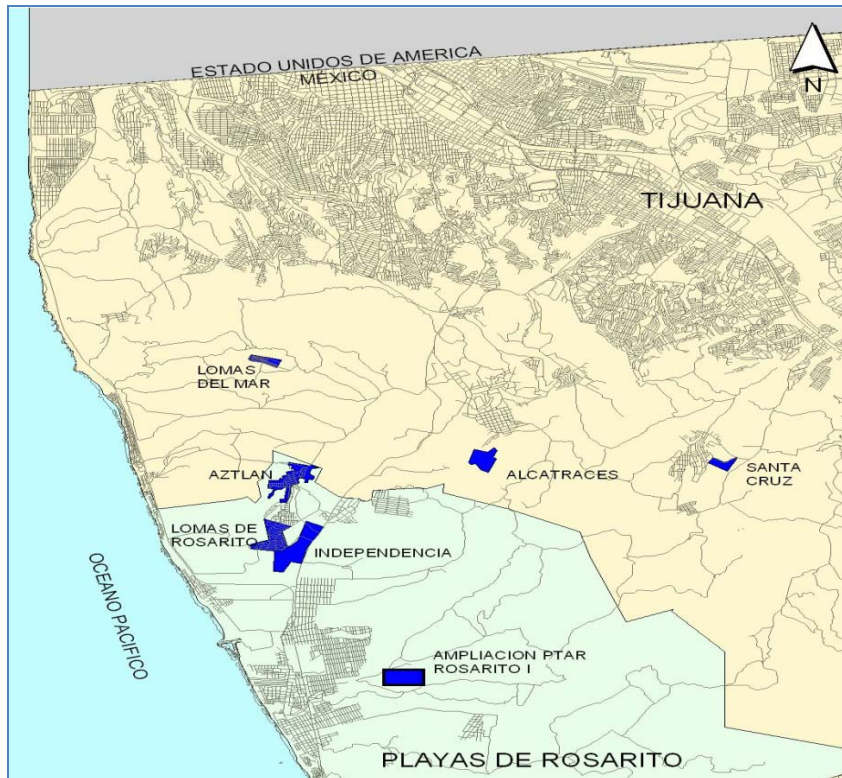 ESTADO UNIDOS DE AMERICA
MÉXICO
N
TIJUANA
LOMAS
DEL MAR
AZTLAN
ALCATRACES
SANTA
CRUZ
LOMAS DE
ROSARITO
INDEPENDENCIA
OCEANO PACIFICO
AMPLIACION PTAR
ROSARITO I
PLAYAS DE ROSARITO